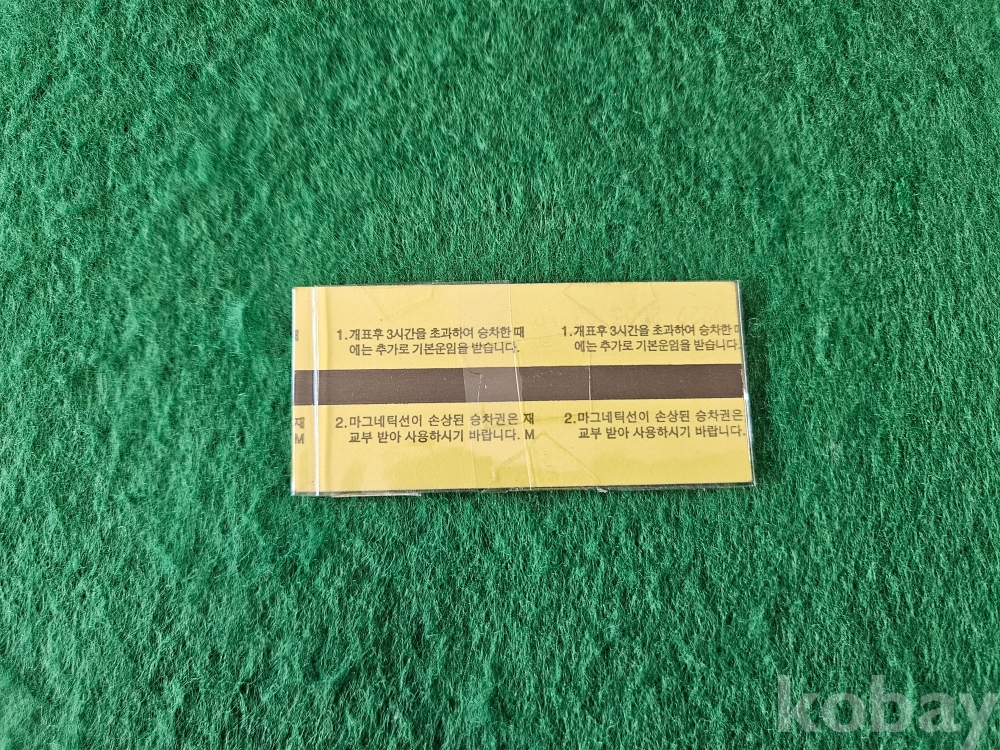 1. 개표후 3시간을 초과하여 승차한 때
에는 추가로 기본운임을 받습니다.
1. 개표후 3시간을 초과하여 승차한
에는 추가로 기본운임을 받습니다.
재
M
2. 마그네틱선이 손상된 승차권은 재
교부 받아 사용하시기 바랍니다. M
2. 마그네틱선이 손상된 승차권은
교부 받아 사용하시기 바랍니다.
kobay